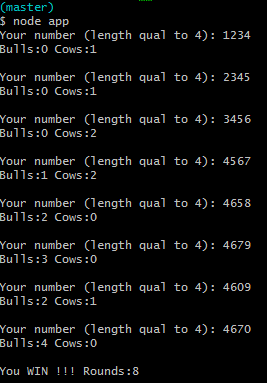 (master)
$ node app
Your number (length qual to 4): 1234
Bulls:0 Cows:1
Your number (length qual to 4): 2345
Bulls:0 Cows:1
Your number (length qual to 4): 3456
Bulls:0 Cows:2
Your number (length qual to 4): 4567
Bulls:1 Cows:2
Your number (length qual to 4): 4658
Bulls:2 Cows:0
Your number (length qual to 4): 4679
Bulls:3 Cows:0
Your number (length qual to 4): 4609
Bulls:2 Cows:1
Your number (length qual to 4): 4670
Bulls:4 Cows:0
You WIN !!! Rounds:8